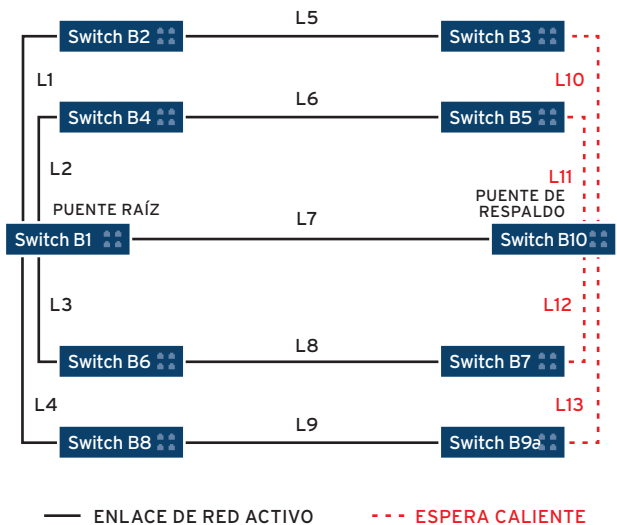 L5
Switch B2
Switch B3
L1
L10
L6
Switch B4
Switch B5
L2
L11
PUENTE RAÍZ
PUENTE DE
RESPALDO
L7
Switch B1
Switch B10
L3
L12
L8
Switch B6
Switch B7
L4
L13
L9
Switch B8
Switch B9a
ENLACE DE RED ACTIVO
ESPERA CALIENTE